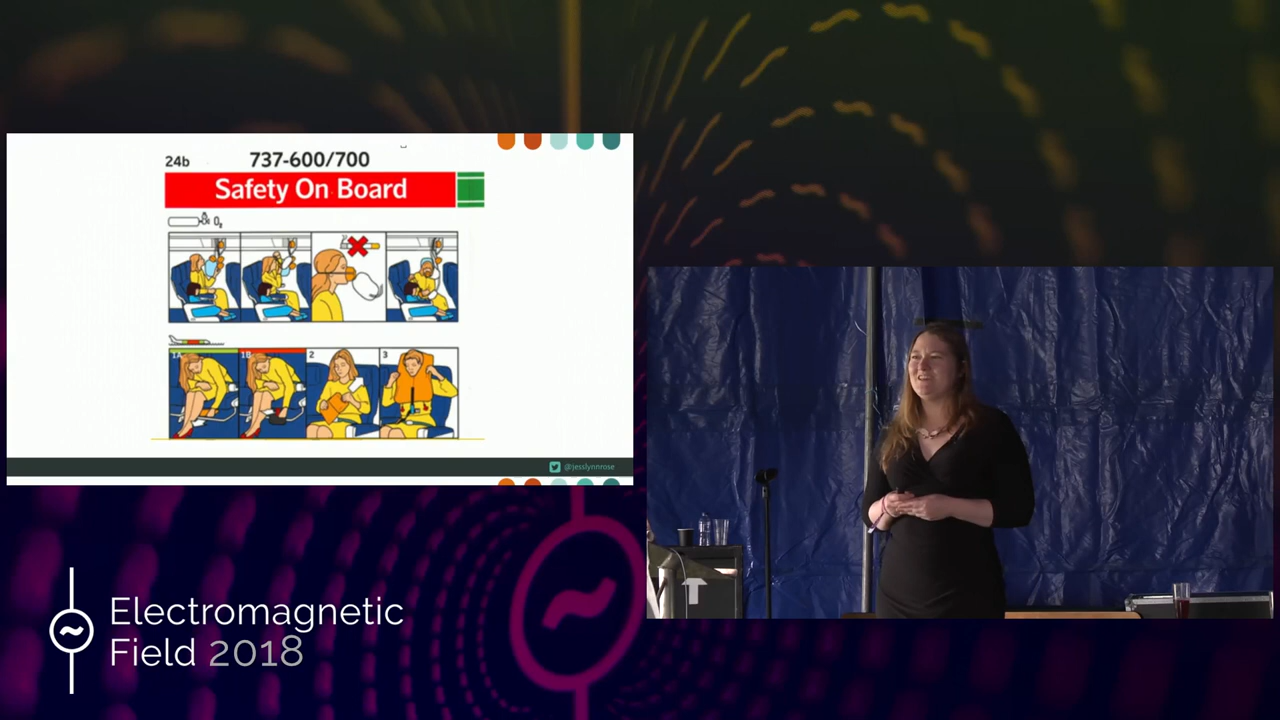 24b 737-600/700
Safety On Board
O₂
1A 1B 2 3
@jesslynnrose
Electromagnetic
Field 2018